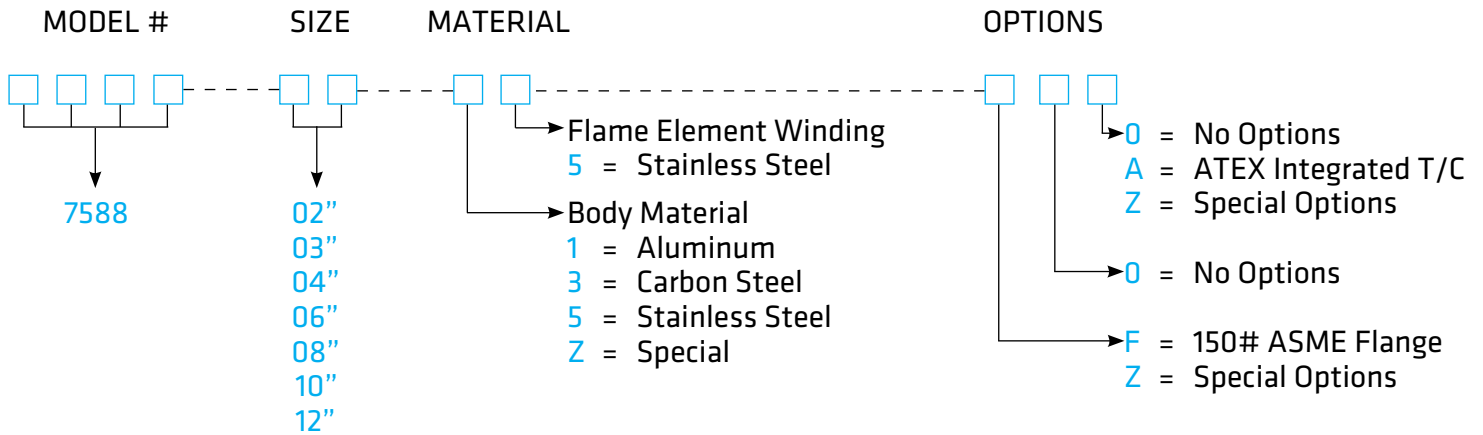 MODEL # SIZE MATERIAL OPTIONS
Flame Element Winding
5 = Stainless Steel
Body Material
1 = Aluminum
3 = Carbon Steel
5 = Stainless Steel
Z = Special
0 = No Options
A = ATEX Integrated T/C
Z = Special Options
0 = No Options
F = 150# ASME Flange
Z = Special Options
7588
02”
03”
04”
06”
08”
10”
12”